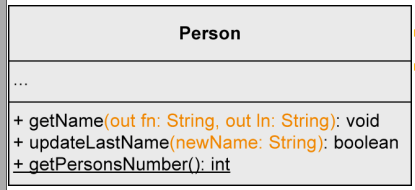 Person
...
+ getName(out fn: String, out ln: String): void
+ updateLastName(newName: String): boolean
+ getPersonsNumber(): int